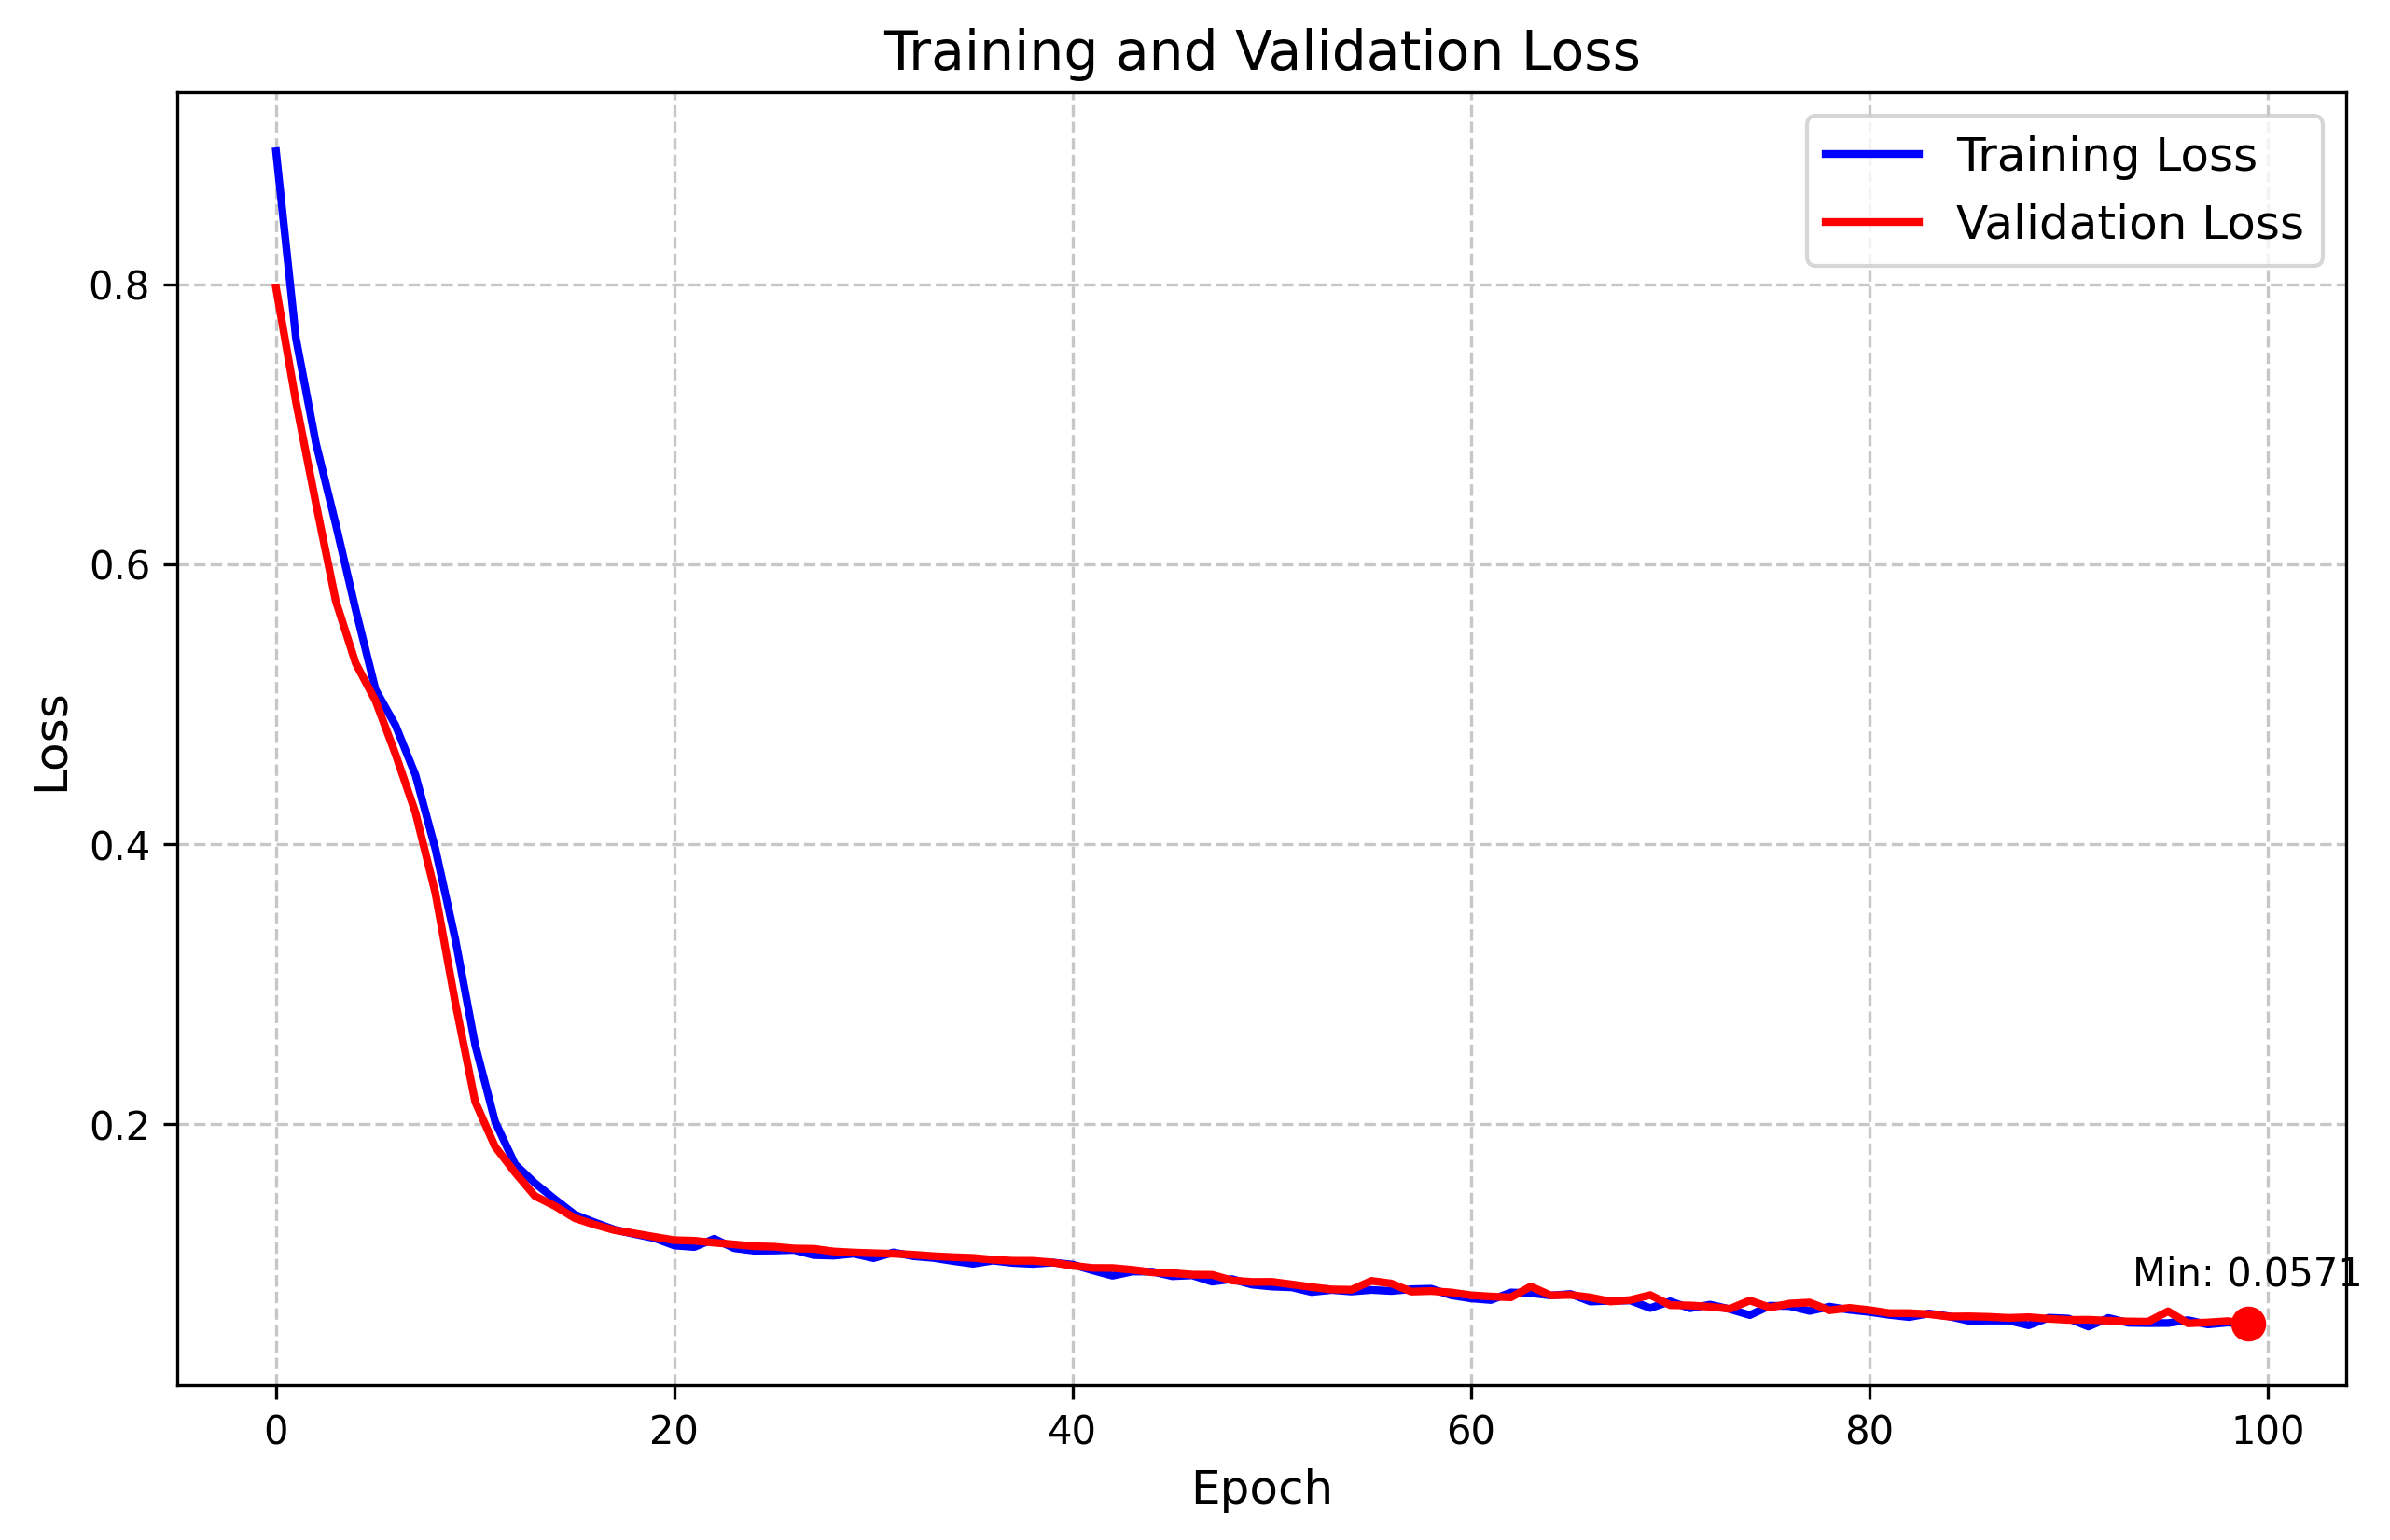 Training and Validation Loss
Training Loss
Validation Loss
0.8
0.6
0.4
0.2
Loss
Min: 0.0571
0 20 40 60 80 100
Epoch